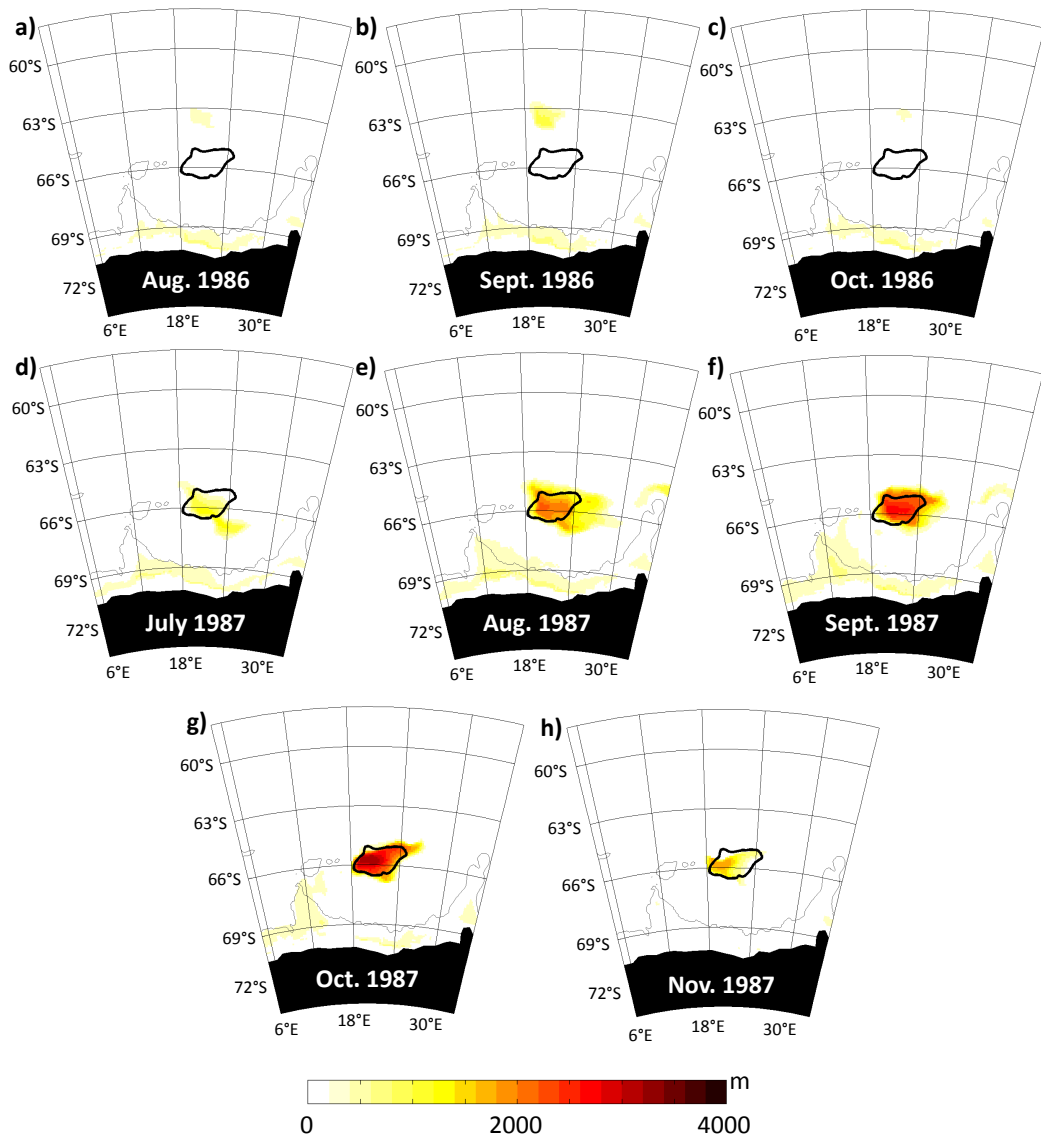 a)
60°S
63°S
66°S
69°S
72°S
Aug. 1986
6°E
18°E
30°E
b)
60°S
63°S
66°S
69°S
72°S
Sept. 1986
6°E
18°E
30°E
c)
60°S
63°S
66°S
69°S
72°S
Oct. 1986
6°E
18°E
30°E
d)
60°S
63°S
66°S
69°S
72°S
July 1987
6°E
18°E
30°E
e)
60°S
63°S
66°S
69°S
72°S
Aug. 1987
6°E
18°E
30°E
f)
60°S
63°S
66°S
69°S
72°S
Sept. 1987
6°E
18°E
30°E
g)
60°S
63°S
66°S
69°S
72°S
Oct. 1987
6°E
18°E
30°E
h)
60°S
63°S
66°S
69°S
72°S
Nov. 1987
6°E
18°E
30°E
m
0 2000 4000